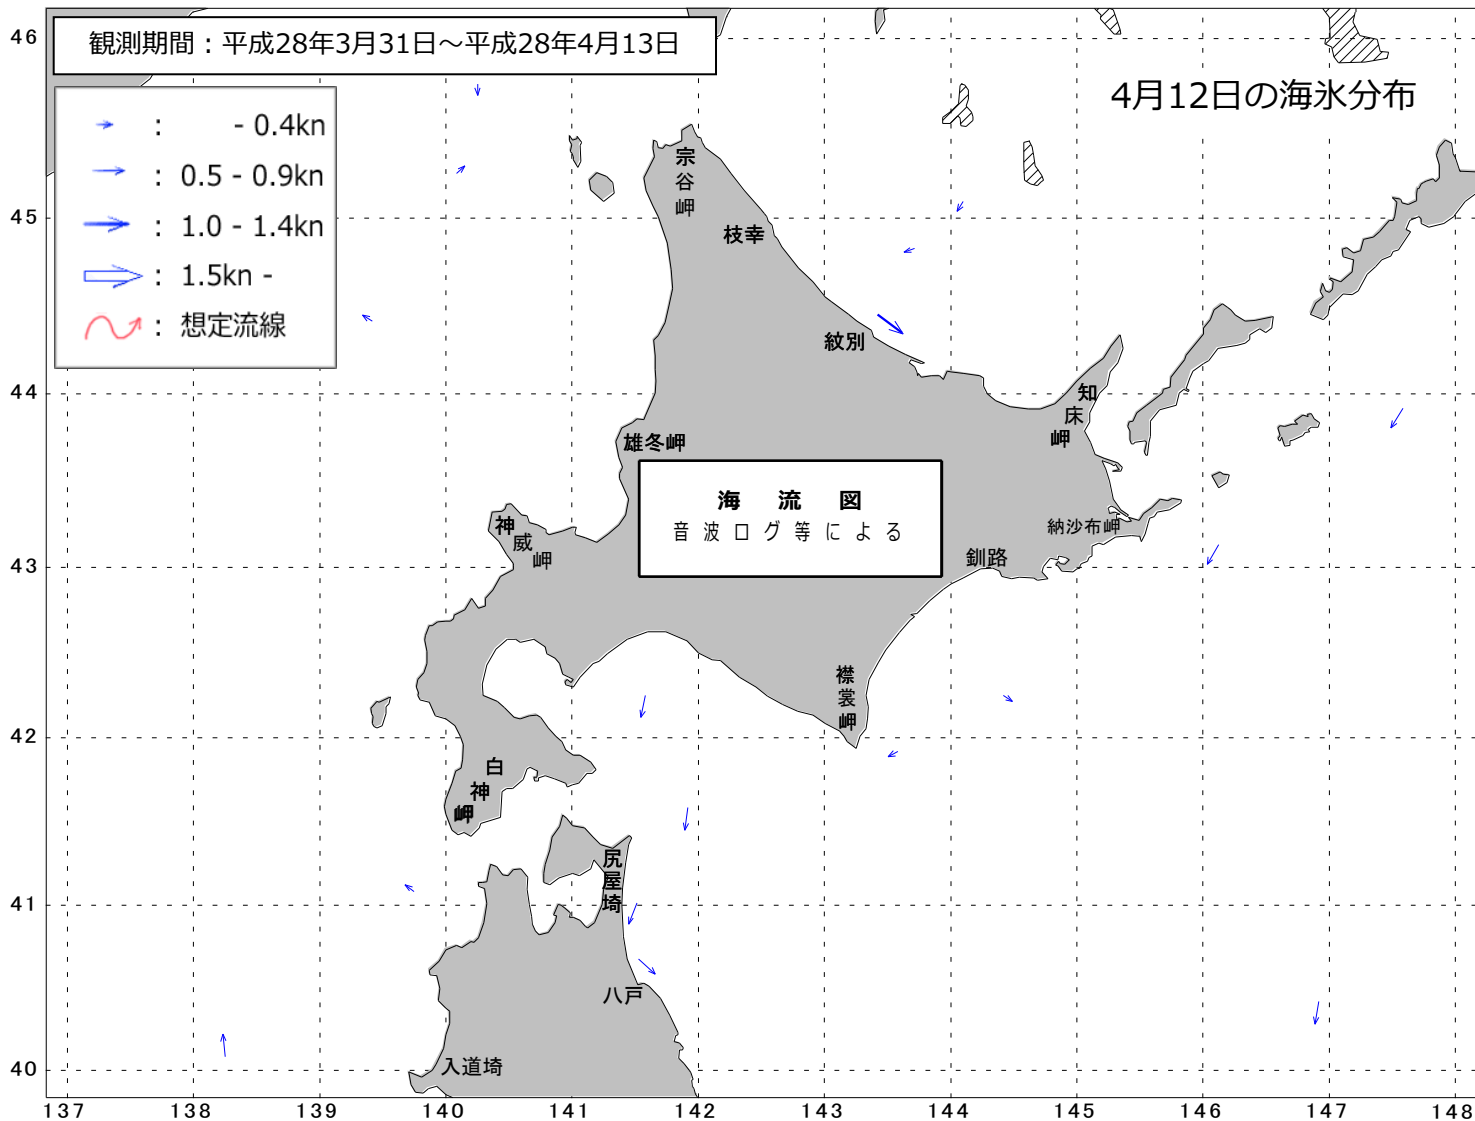 46
観測期間:平成28年3月31日~平成28年4月13日
4月12日の海氷分布
: - 0.4kn
: 0.5 - 0.9kn
: 1.0 - 1.4kn
: 1.5kn -
: 想定流線
宗谷岬
45
枝幸
紋別
44
知床岬
雄冬岬
海 流 図
音 波 ロ グ 等 に よ る
神威岬
納沙布岬
釧路
43
襟裳岬
42
白神岬
尻屋埼
41
八戸
入道埼
40
137 138 139 140 141 142 143 144 145 146 147 148